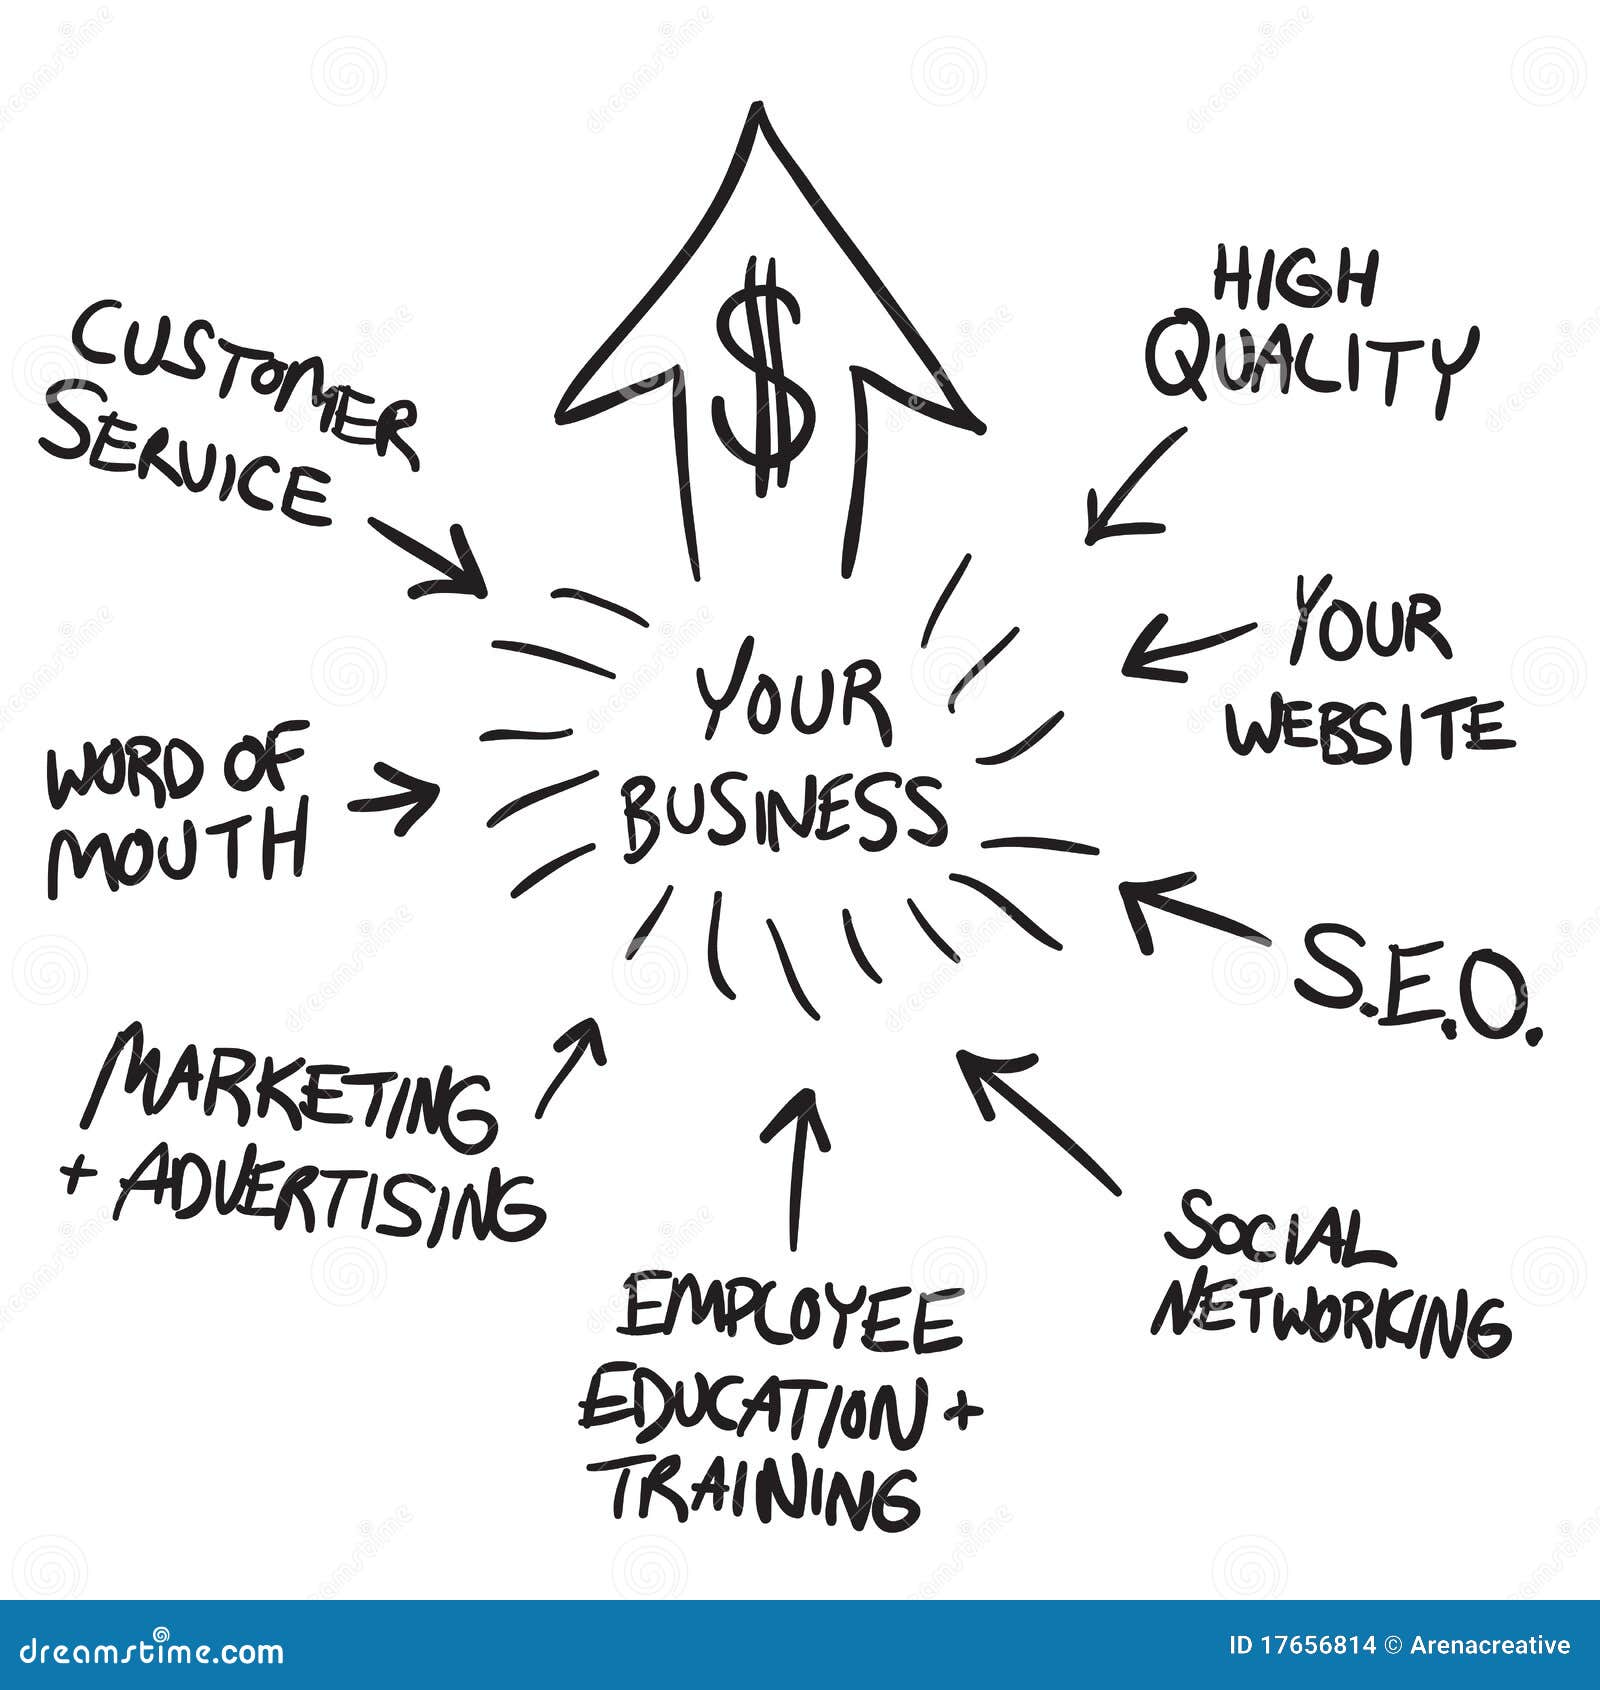 $
HIGH
QUALITY
CUSTOMER
SERVICE
YOUR
WEBSITE
YOUR
BUSINESS
WORD OF
MOUTH
S.E.O.
MARKETING
+ ADVERTISING
SOCIAL
NETWORKING
EMPLOYEE
EDUCATION +
TRAINING
dreamstime.com
ID 17656814 © Arenacreative